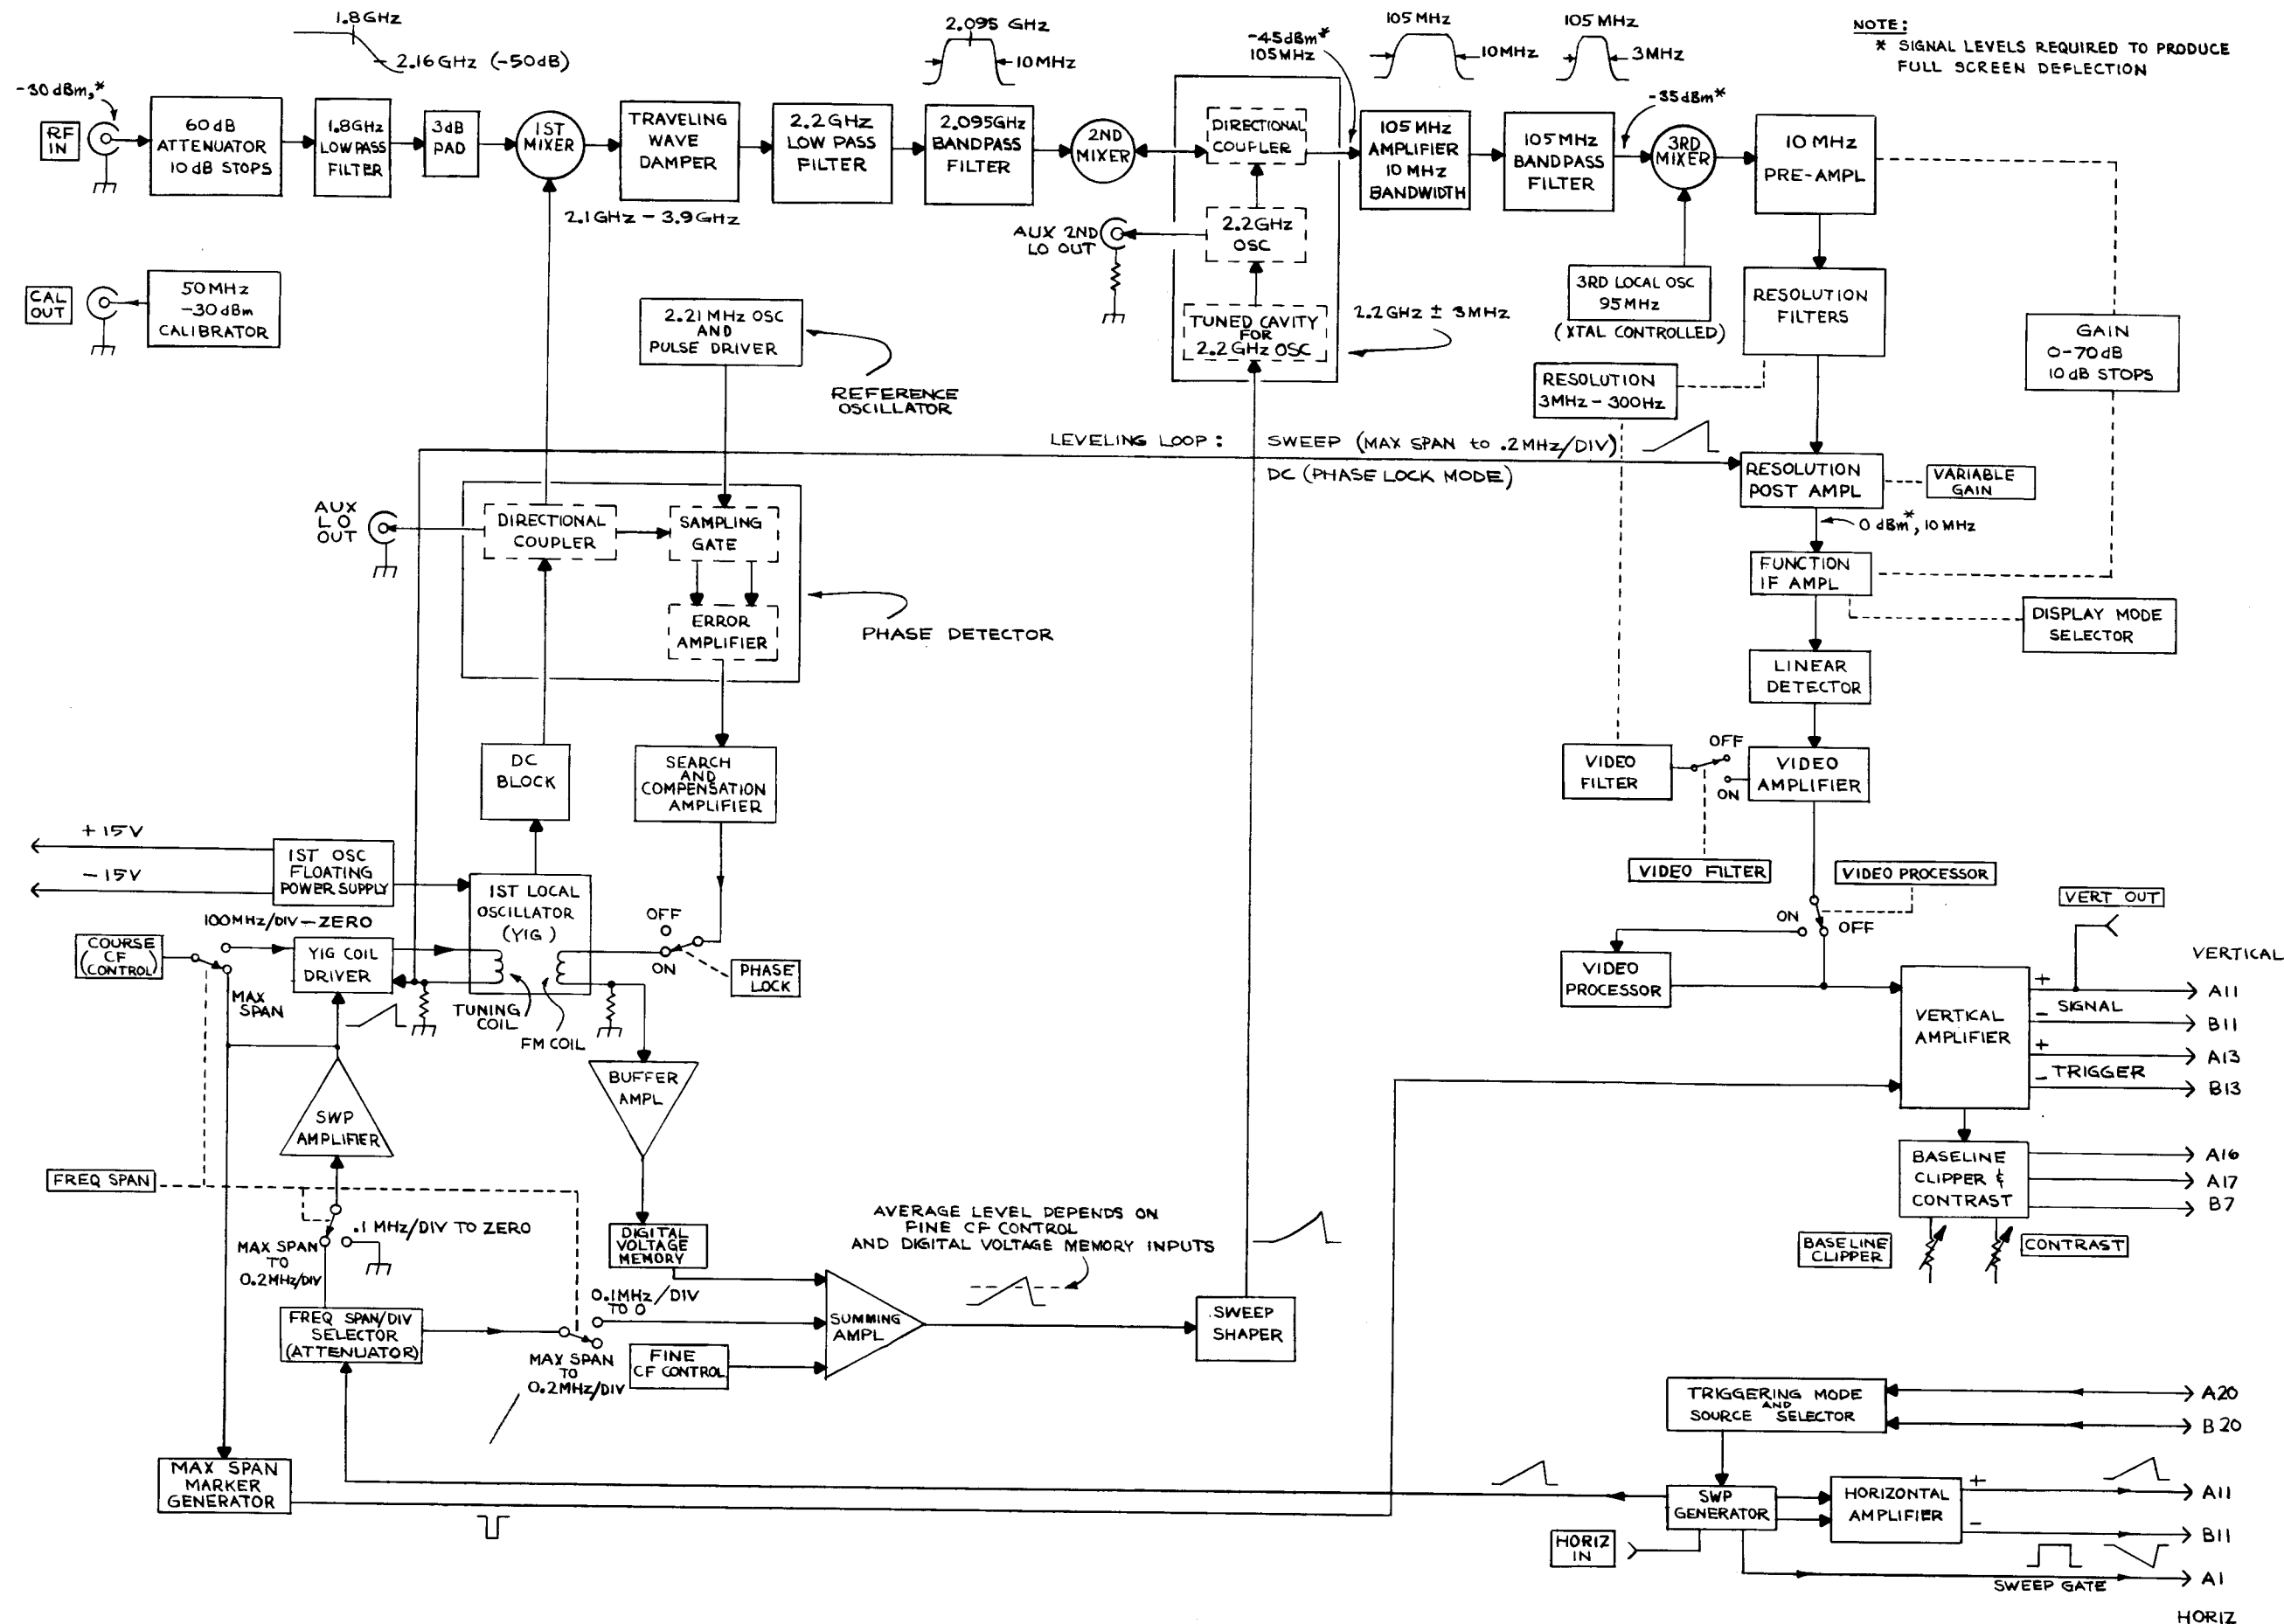 1.8GHz
2.16GHz (-50dB)
2.095 GHz
10MHz
-45dBm*
105MHz
105 MHz
10MHz
105 MHz
3MHz
NOTE:
* SIGNAL LEVELS REQUIRED TO PRODUCE
FULL SCREEN DEFLECTION
-30dBm,*
RF
IN
60dB
ATTENUATOR
10dB STOPS
1.8GHz
LOWPASS
FILTER
3dB
PAD
1ST
MIXER
TRAVELING
WAVE
DAMPER
2.2GHz
LOW PASS
FILTER
2.095GHz
BANDPASS
FILTER
2ND
MIXER
DIRECTIONAL
COUPLER
105 MHz
AMPLIFIER
10 MHz
BANDWIDTH
105 MHz
BANDPASS
FILTER
-35dBm*
3RD
MIXER
10 MHz
PRE-AMPL
2.1GHz - 3.9GHz
AUX 2ND
LO OUT
2.2GHz
OSC
CAL
OUT
50MHz
-30dBm
CALIBRATOR
2.21 MHz OSC
AND
PULSE DRIVER
REFERENCE
OSCILLATOR
TUNED CAVITY
FOR
2.2GHz OSC
2.2GHz ± 3MHz
3RD LOCAL OSC
95MHz
(XTAL CONTROLLED)
RESOLUTION
FILTERS
GAIN
0-70dB
10dB STOPS
RESOLUTION
3MHz-300Hz
LEVELING LOOP: SWEEP (MAX SPAN to .2MHz/DIV)
DC (PHASE LOCK MODE)
RESOLUTION
POST AMPL
VARIABLE
GAIN
0dBm*, 10MHz
AUX
LO
OUT
DIRECTIONAL
COUPLER
SAMPLING
GATE
ERROR
AMPLIFIER
PHASE DETECTOR
FUNCTION
IF AMPL
DISPLAY MODE
SELECTOR
LINEAR
DETECTOR
DC
BLOCK
SEARCH
AND
COMPENSATION
AMPLIFIER
VIDEO
FILTER
OFF
ON
VIDEO
AMPLIFIER
VIDEO FILTER
VIDEO PROCESSOR
+15V
-15V
1ST OSC
FLOATING
POWER SUPPLY
1ST LOCAL
OSCILLATOR
(YIG)
OFF
ON
PHASE
LOCK
100MHz/DIV-ZERO
COURSE
CF
(CONTROL)
YIG COIL
DRIVER
MAX
SPAN
TUNING
COIL
FM COIL
ON
OFF
VIDEO
PROCESSOR
VERT OUT
VERTICAL
VERTICAL
AMPLIFIER
+
SIGNAL
-
+
- TRIGGER
A11
B11
A13
B13
SWP
AMPLIFIER
BUFFER
AMPL
BASELINE
CLIPPER &
CONTRAST
A16
A17
B7
BASELINE
CLIPPER
CONTRAST
FREQ SPAN
.1 MHz/DIV TO ZERO
MAX SPAN
TO
0.2MHz/DIV
DIGITAL
VOLTAGE
MEMORY
AVERAGE LEVEL DEPENDS ON
FINE CF CONTROL
AND DIGITAL VOLTAGE MEMORY INPUTS
FREQ SPAN/DIV
SELECTOR
(ATTENUATOR)
0.1MHz/DIV
TO 0
MAX SPAN
TO
0.2MHz/DIV
FINE
CF CONTROL
SUMMING
AMPL
SWEEP
SHAPER
TRIGGERING MODE
AND
SOURCE SELECTOR
A20
B20
MAX SPAN
MARKER
GENERATOR
SWP
GENERATOR
HORIZONTAL
AMPLIFIER
+
-
A11
B11
HORIZ
IN
SWEEP GATE
A1
HORIZ